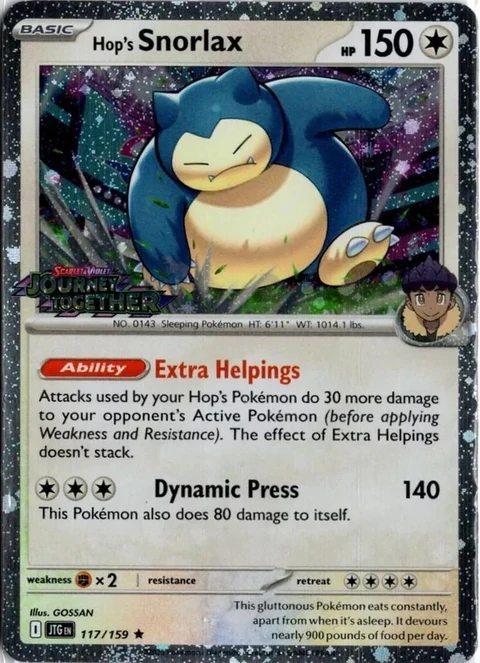 BASIC
Hop's Snorlax
HP 150
SCARLET & VIOLET
JOURNEY
TOGETHER
NO. 0143 Sleeping Pokémon HT: 6'11" WT: 1014.1 lbs.
Ability Extra Helpings
Attacks used by your Hop's Pokémon do 30 more damage
to your opponent's Active Pokémon (before applying
Weakness and Resistance). The effect of Extra Helpings
doesn't stack.
Dynamic Press 140
This Pokémon also does 80 damage to itself.
weakness ×2 resistance retreat
Illus. GOSSAN
I JTG EN 117/159 ★
This gluttonous Pokémon eats constantly,
apart from when it's asleep. It devours
nearly 900 pounds of food per day.